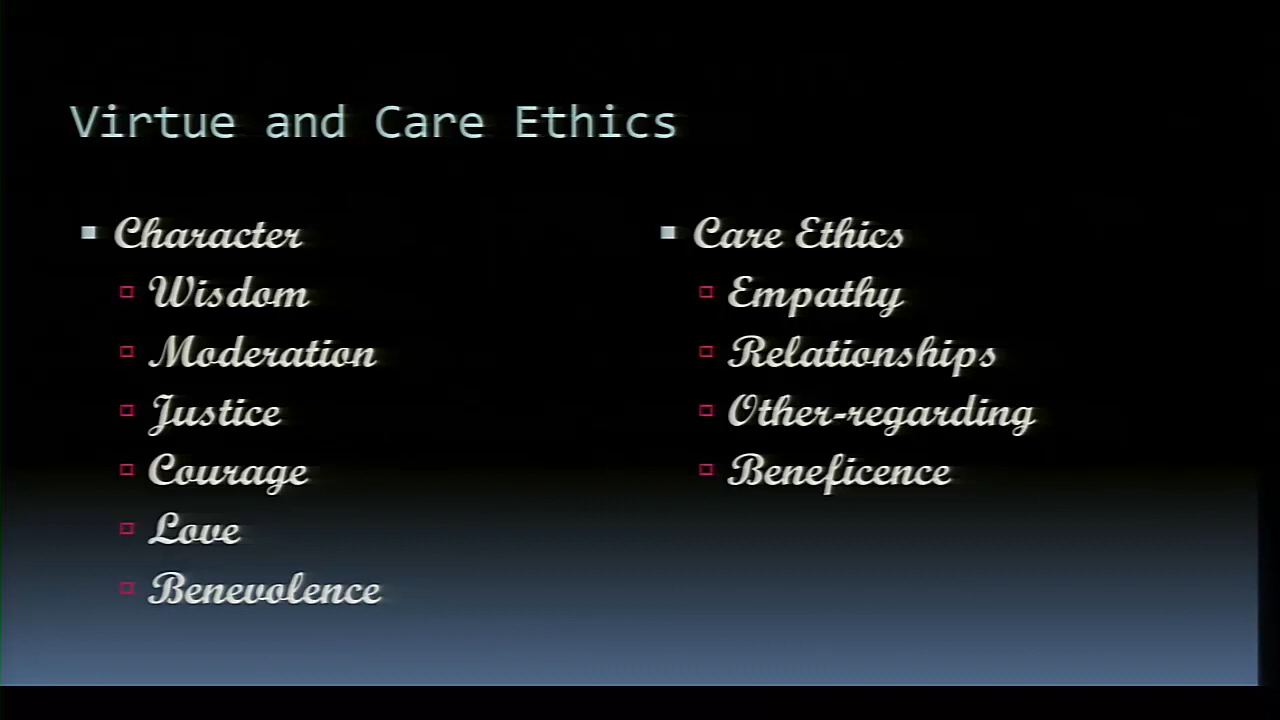 Virtue and Care Ethics
Character
Wisdom
Moderation
Justice
Courage
Love
Benevolence
Care Ethics
Empathy
Relationships
Other-regarding
Beneficence